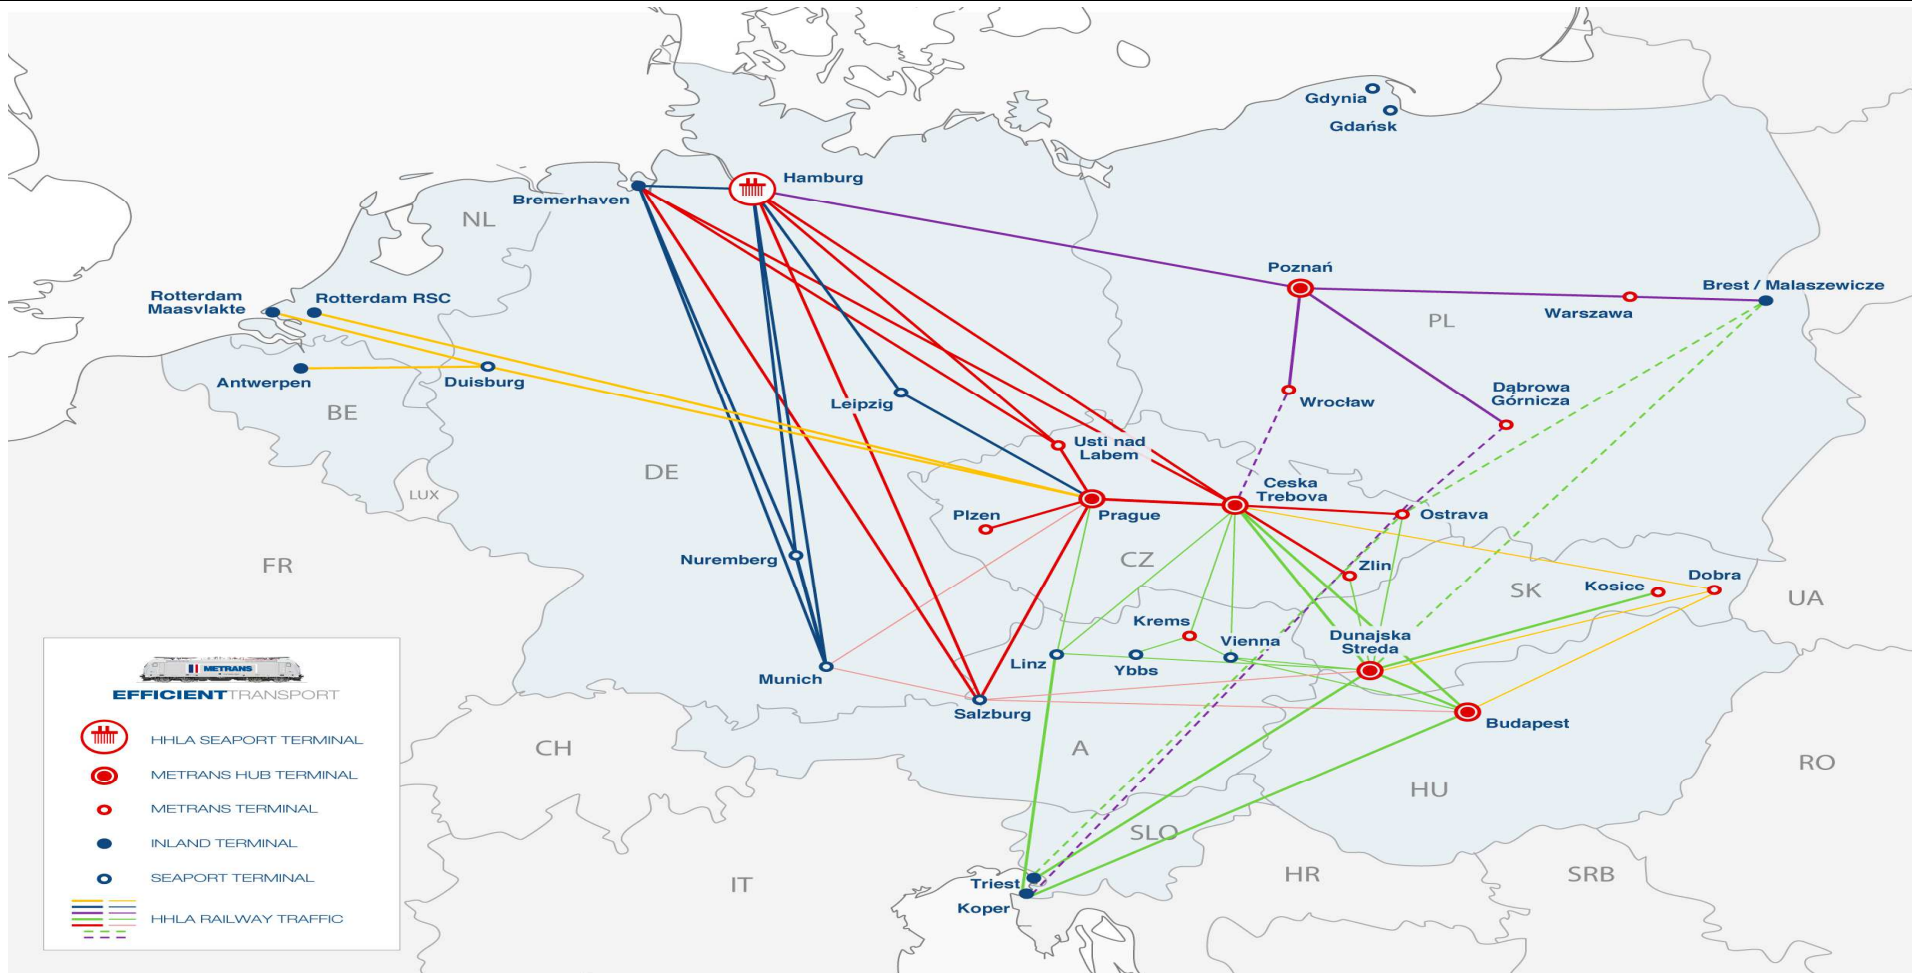 Gdynia
Gdańsk
Hamburg
Bremerhaven
NL
Poznań
Brest / Malaszewicze
Rotterdam
Maasvlakte
Rotterdam RSC
Warszawa
PL
Antwerpen
Duisburg
Leipzig
Wrocław
Dąbrowa
Górnicza
BE
Usti nad
Labem
DE
LUX
Ceska
Trebova
Plzen
Prague
Ostrava
FR
Nuremberg
CZ
Zlin
SK
Kosice
Dobra
UA
Krems
Vienna
Dunajska
Streda
Linz
Ybbs
Munich
Salzburg
Budapest
CH
A
HU
RO
SLO
IT
Triest
Koper
HR
SRB
METRANS
EFFICIENTTRANSPORT
HHLA SEAPORT TERMINAL
METRANS HUB TERMINAL
METRANS TERMINAL
INLAND TERMINAL
SEAPORT TERMINAL
HHLA RAILWAY TRAFFIC